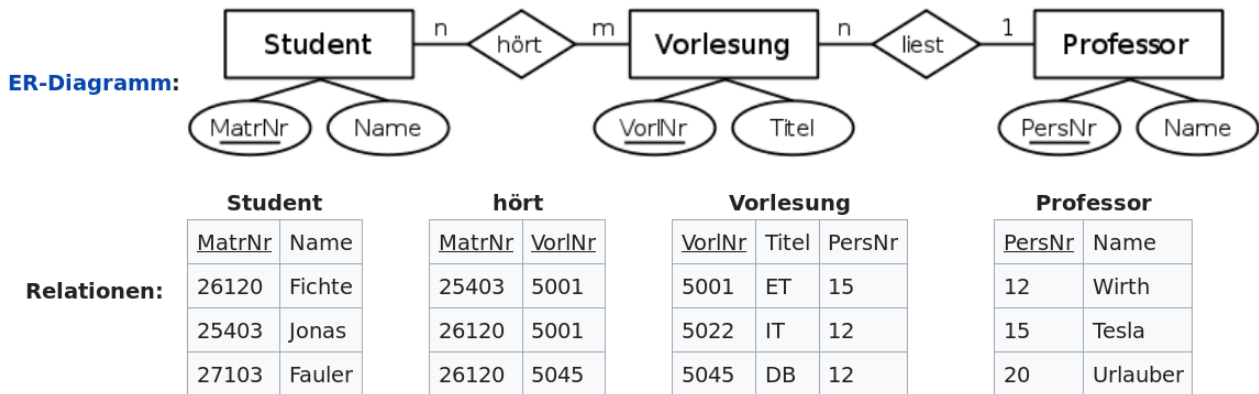 Student n hört m Vorlesung n liest 1 Professor
ER-Diagramm:
MatrNr Name VorlNr Titel PersNr Name
Student hört Vorlesung Professor
MatrNr Name MatrNr VorlNr VorlNr Titel PersNr PersNr Name
Relationen:
26120 Fichte 25403 5001 5001 ET 15 12 Wirth
25403 Jonas 26120 5001 5022 IT 12 15 Tesla
27103 Fauler 26120 5045 5045 DB 12 20 Urlauber